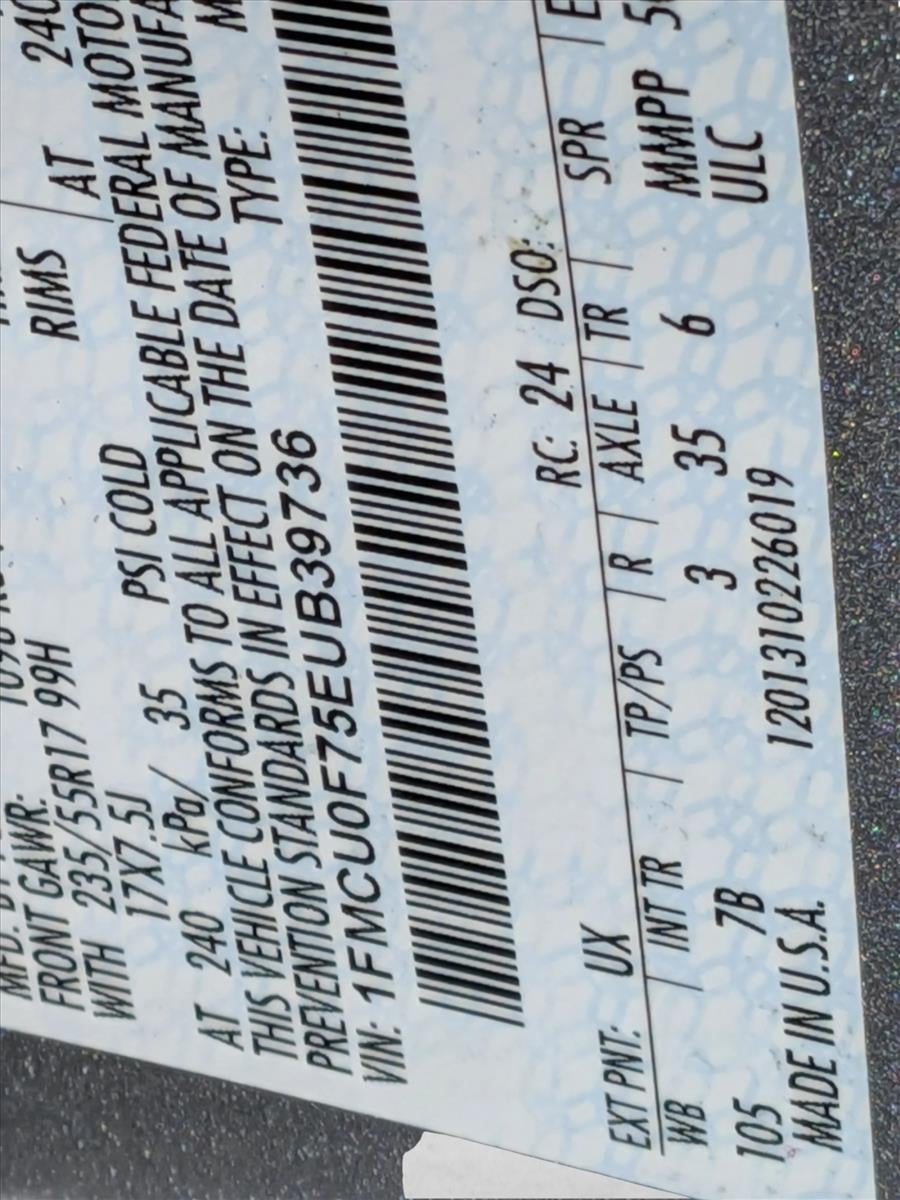 FRONT GAWR:
WITH 235/55R17 99H
17X7.5J RIMS
AT 240 kPa/ 35 PSI COLD AT 240
THIS VEHICLE CONFORMS TO ALL APPLICABLE FEDERAL MOTO
PREVENTION STANDARDS IN EFFECT ON THE DATE OF MANUFA
VIN: 1FMCU0F75EUB39736 TYPE: M
EXT PNT: UX RC: 24 DSO:
WB INT TR TP/PS R AXLE TR SPR E
105 7B 3 35 6 MMPP 5
MADE IN U.S.A. 1201310226019 ULC